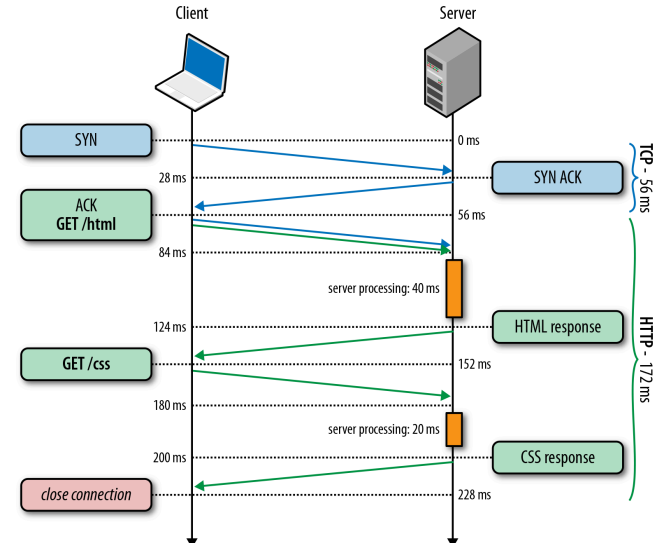 Client
Server
SYN
0 ms
TCP - 56 ms
28 ms
SYN ACK
ACK
GET /html
56 ms
84 ms
server processing: 40 ms
124 ms
HTML response
HTTP - 172 ms
GET /css
152 ms
180 ms
server processing: 20 ms
200 ms
CSS response
close connection
228 ms